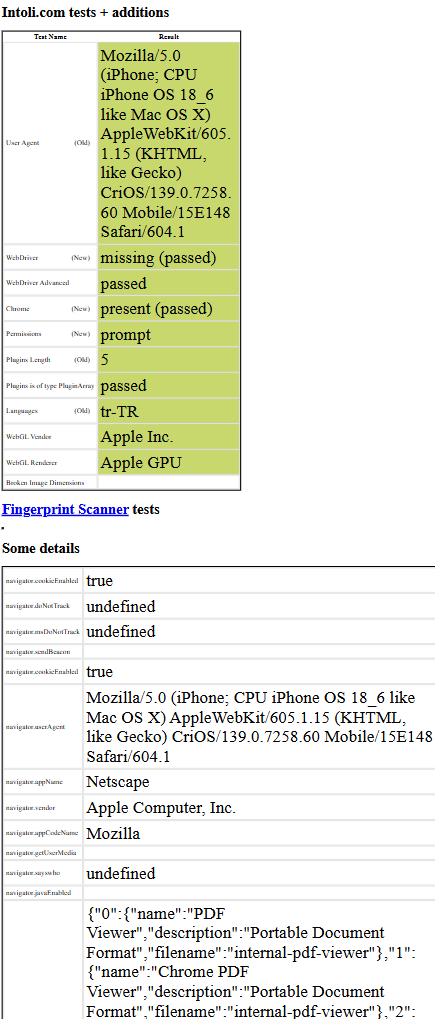 Intoli.com tests + additions
Test Name Result
User Agent (Old) Mozilla/5.0
(iPhone; CPU
iPhone OS 18_6
like Mac OS X)
AppleWebKit/605.
1.15 (KHTML,
like Gecko)
CriOS/139.0.7258.
60 Mobile/15E148
Safari/604.1
WebDriver (New) missing (passed)
WebDriver Advanced passed
Chrome (New) present (passed)
Permissions (New) prompt
Plugins Length (Old) 5
Plugins is of type PluginArray passed
Languages (Old) tr-TR
WebGL Vendor Apple Inc.
WebGL Renderer Apple GPU
Broken Image Dimensions
Fingerprint Scanner tests
Some details
navigator.cookieEnabled true
navigator.doNotTrack undefined
navigator.msDoNotTrack undefined
navigator.sendBeacon
navigator.cookieEnabled true
navigator.userAgent Mozilla/5.0 (iPhone; CPU iPhone OS 18_6 like
Mac OS X) AppleWebKit/605.1.15 (KHTML,
like Gecko) CriOS/139.0.7258.60 Mobile/15E148
Safari/604.1
navigator.appName Netscape
navigator.vendor Apple Computer, Inc.
navigator.appCodeName Mozilla
navigator.getUserMedia
navigator.sayswho undefined
navigator.javaEnabled
{"0":{"name":"PDF
Viewer","description":"Portable Document
Format","filename":"internal-pdf-viewer"},"1":
{"name":"Chrome PDF
Viewer","description":"Portable Document
Format","filename":"internal-pdf-viewer"},"2":